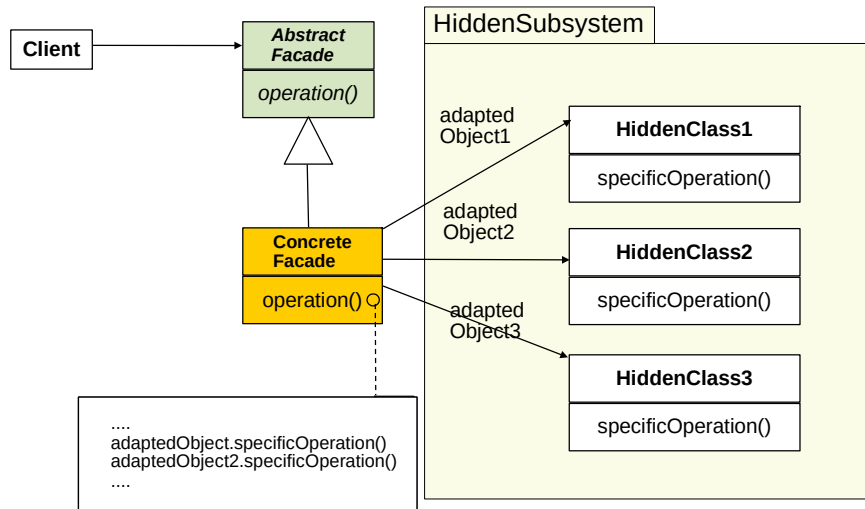 HiddenSubsystem
Client
Abstract
Facade
operation()
adapted
Object1
HiddenClass1
specificOperation()
adapted
Object2
Concrete
Facade
operation()
HiddenClass2
specificOperation()
adapted
Object3
HiddenClass3
specificOperation()
....
adaptedObject.specificOperation()
adaptedObject2.specificOperation()
....